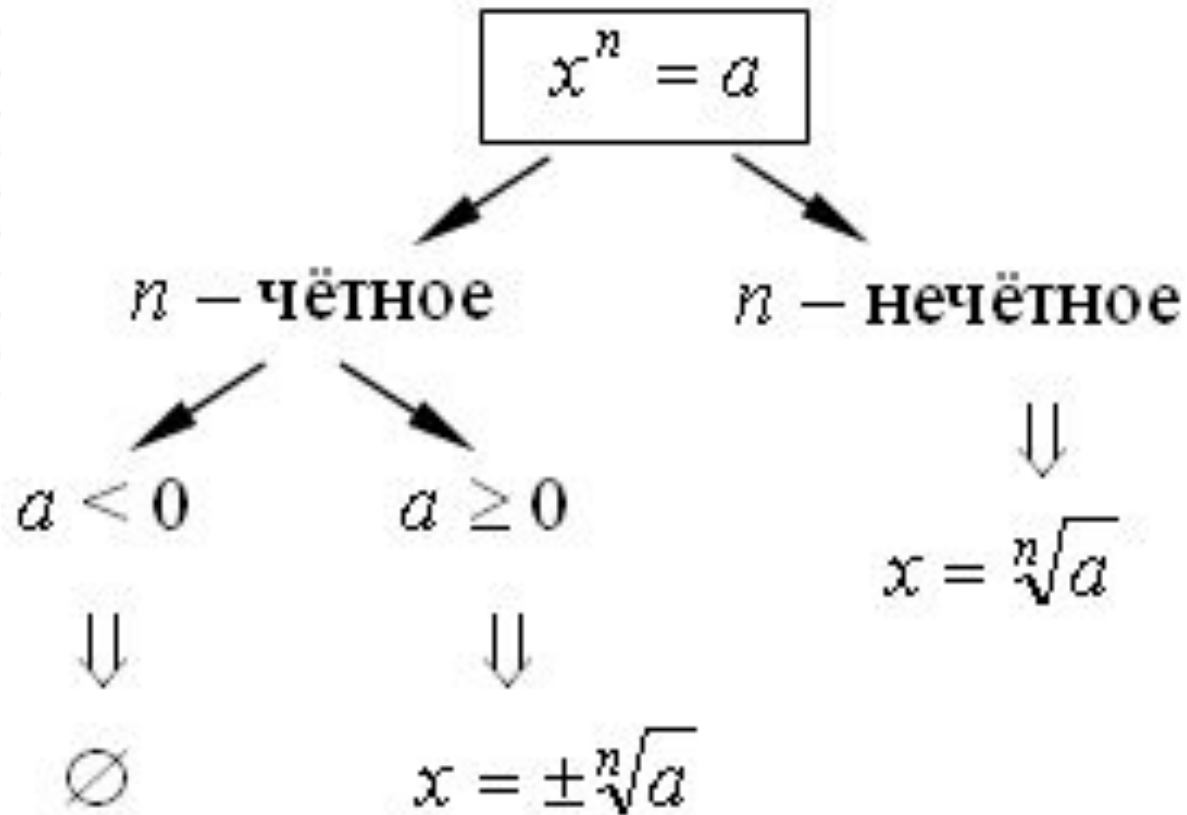 xⁿ = a
n – чётное
n – нечётное
a < 0
a ≥ 0
x = ⁿ√a
∅
x = ±ⁿ√a